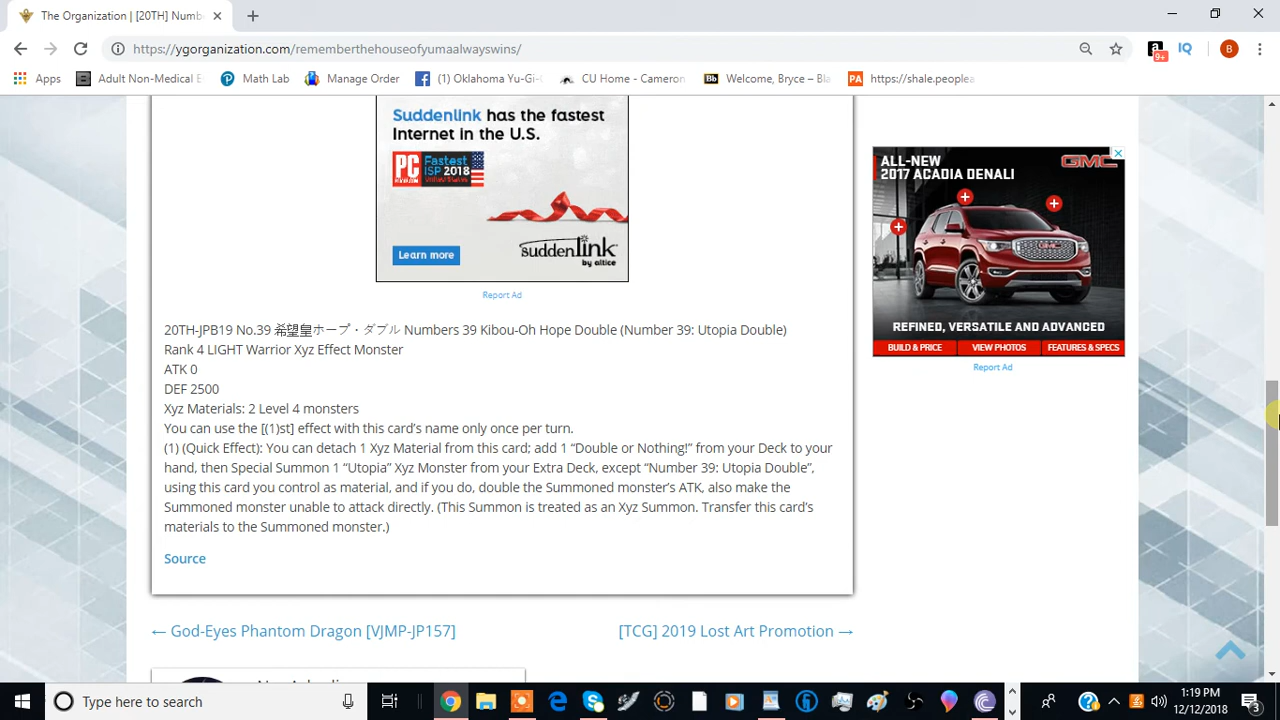 The Organization | [20TH] Numb
https://ygorganization.com/rememberthehouseofyumaalwayswins/
B
9+
IQ
Apps
Adult Non-Medical E
Math Lab
Manage Order
(1) Oklahoma Yu-Gi-
CU Home - Cameron
Bb
Welcome, Bryce – Bla
PA
https://shale.peoplea
Suddenlink has the fastest
Internet in the U.S.
PC
Fastest
ISP 2018
Learn more
suddenlink
by altice
Report Ad
ALL-NEW
2017 ACADIA DENALI
GMC
REFINED, VERSATILE AND ADVANCED
BUILD & PRICE
VIEW PHOTOS
FEATURES & SPECS
Report Ad
20TH-JPB19 No.39 希望皇ホープ・ダブル Numbers 39 Kibou-Oh Hope Double (Number 39: Utopia Double)
Rank 4 LIGHT Warrior Xyz Effect Monster
ATK 0
DEF 2500
Xyz Materials: 2 Level 4 monsters
You can use the [(1)st] effect with this card's name only once per turn.
(1) (Quick Effect): You can detach 1 Xyz Material from this card; add 1 “Double or Nothing!” from your Deck to your
hand, then Special Summon 1 “Utopia” Xyz Monster from your Extra Deck, except “Number 39: Utopia Double”,
using this card you control as material, and if you do, double the Summoned monster's ATK, also make the
Summoned monster unable to attack directly. (This Summon is treated as an Xyz Summon. Transfer this card's
materials to the Summoned monster.)
Source
← God-Eyes Phantom Dragon [VJMP-JP157]
[TCG] 2019 Lost Art Promotion →
Type here to search
1:19 PM
12/12/2018
3